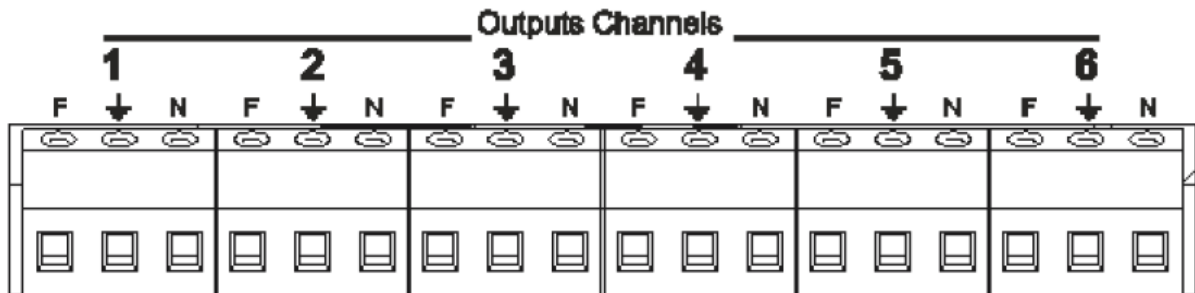 Outputs Channels
1 2 3 4 5 6
F ⏚ N F ⏚ N F ⏚ N F ⏚ N F ⏚ N F ⏚ N